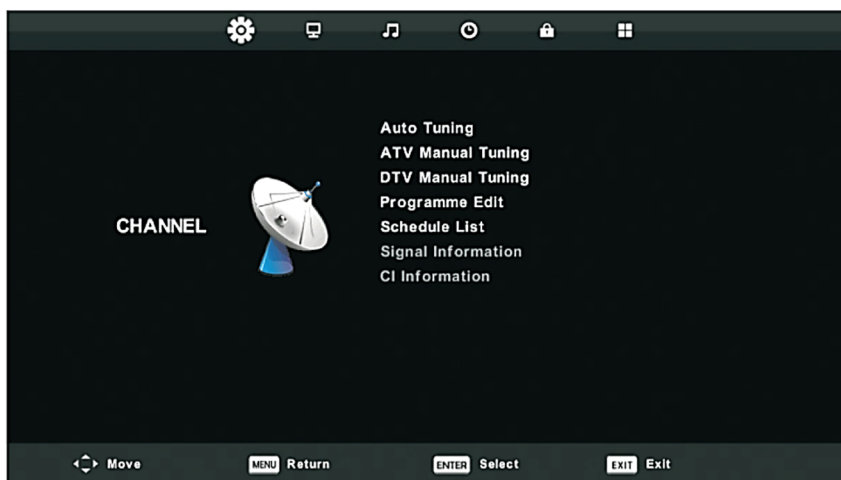 CHANNEL
Auto Tuning
ATV Manual Tuning
DTV Manual Tuning
Programme Edit
Schedule List
Signal Information
CI Information
Move MENU Return ENTER Select EXIT Exit